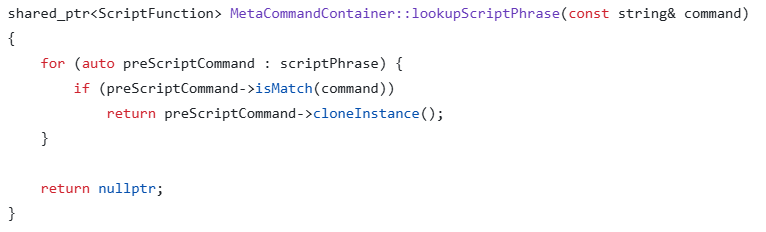 shared_ptr<ScriptFunction> MetaCommandContainer::lookupScriptPhrase(const string& command)
{
    for (auto preScriptCommand : scriptPhrase) {
        if (preScriptCommand->isMatch(command))
            return preScriptCommand->cloneInstance();
    }

    return nullptr;
}